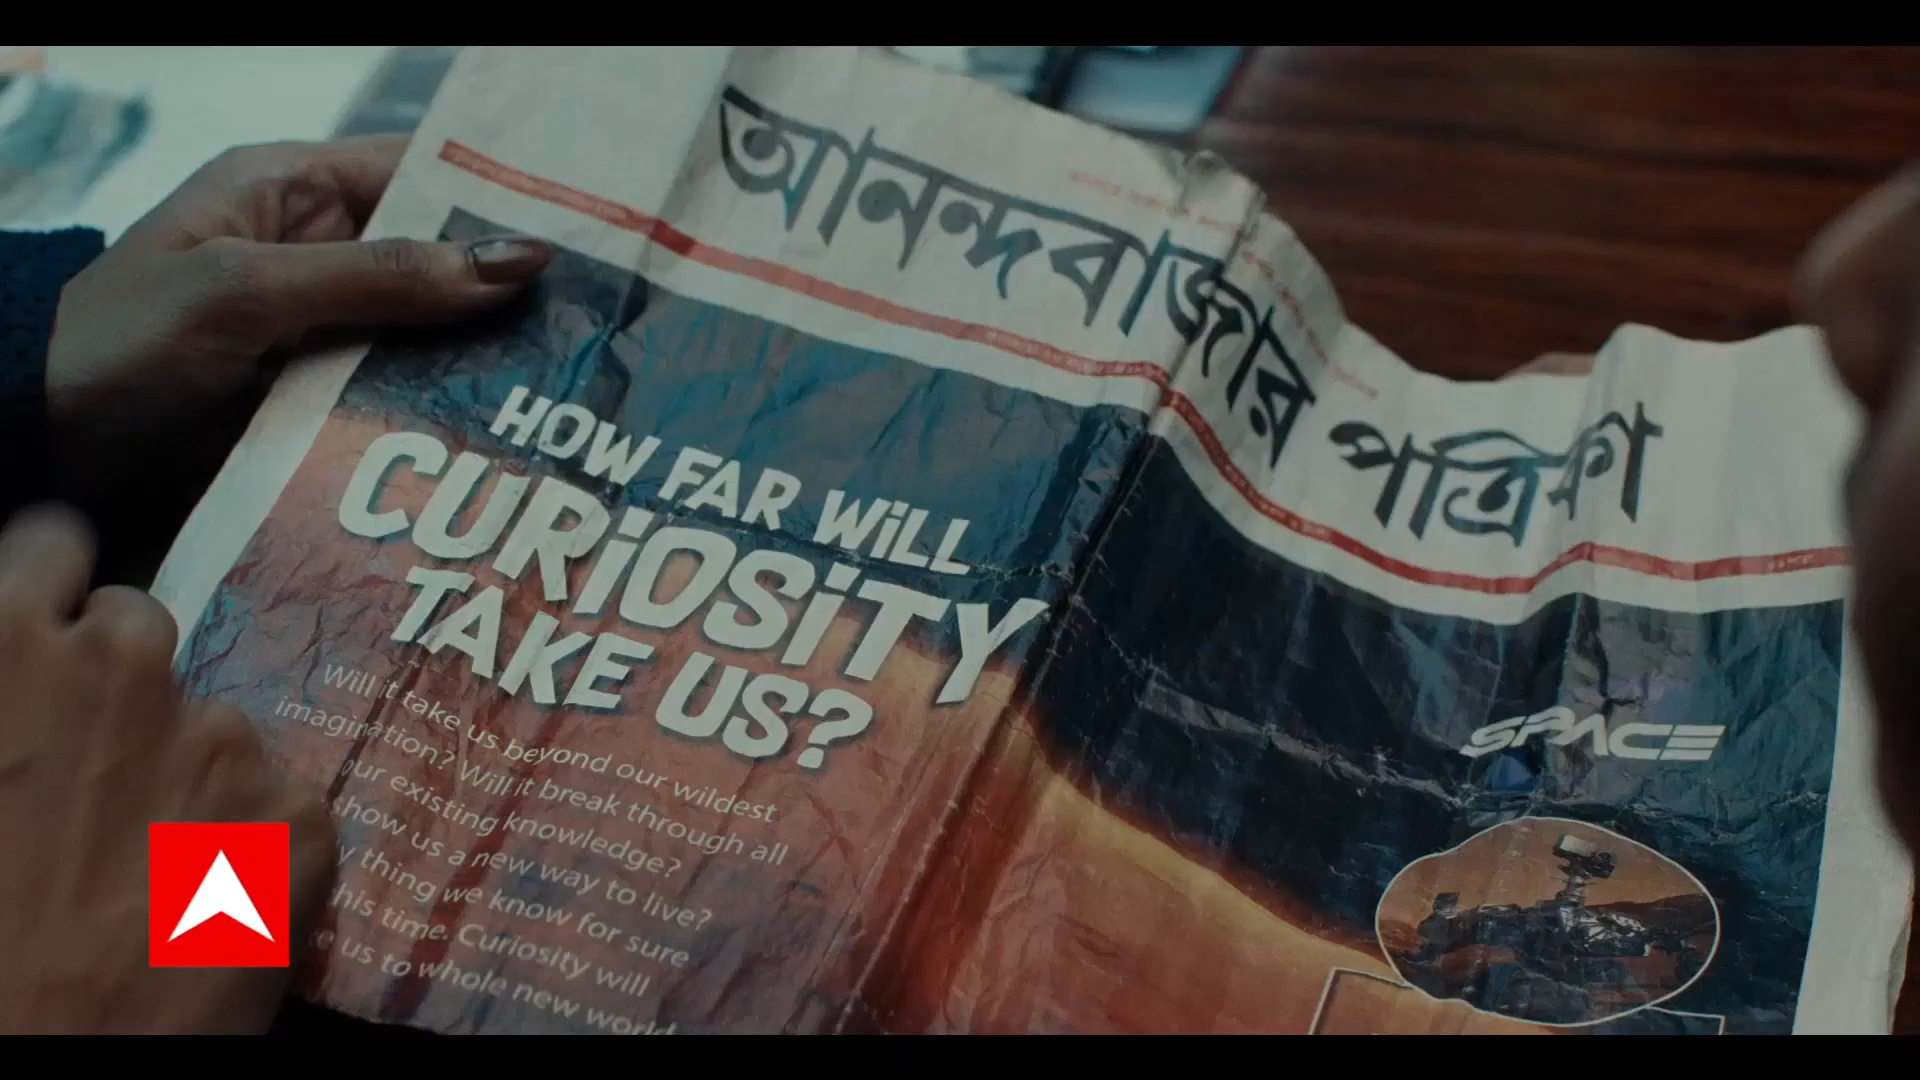 আনন্দবাজার পত্রিকা
HOW FAR WiLL
CURiOSiTY
TAKE US?
Will it take us beyond our wildest
imagination? Will it break through all
our existing knowledge?
show us a new way to live?
thing we know for sure
this time. Curiosity will
us to whole new world
SPACE